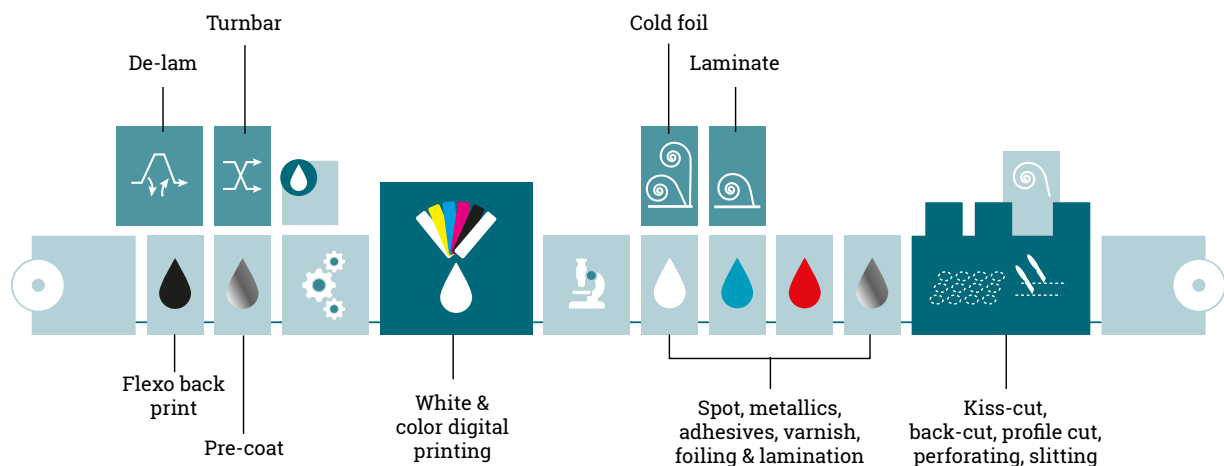 Turnbar
De-lam
Cold foil
Laminate
Flexo back
print
Pre-coat
White &
color digital
printing
Spot, metallics,
adhesives, varnish,
foiling & lamination
Kiss-cut,
back-cut, profile cut,
perforating, slitting